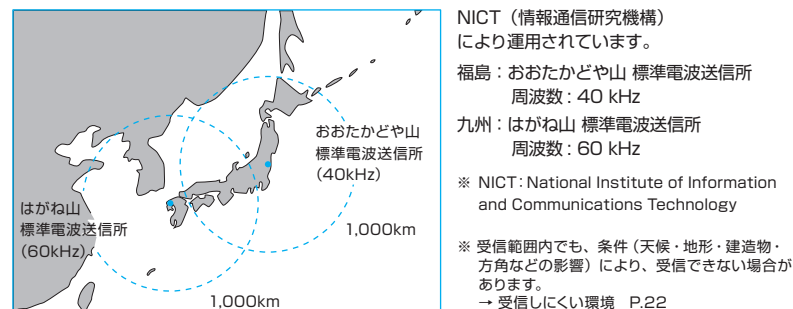 おおたかどや山
標準電波送信所
(40kHz)
はがね山
標準電波送信所
(60kHz)
1,000km
1,000km
NICT（情報通信研究機構）
により運用されています。
福島：おおたかどや山 標準電波送信所
周波数 : 40 kHz
九州：はがね山 標準電波送信所
周波数 : 60 kHz
※ NICT：National Institute of Information
and Communications Technology
※ 受信範囲内でも、条件（天候・地形・建造物・
方角などの影響）により、受信できない場合が
あります。
→ 受信しにくい環境 P.22